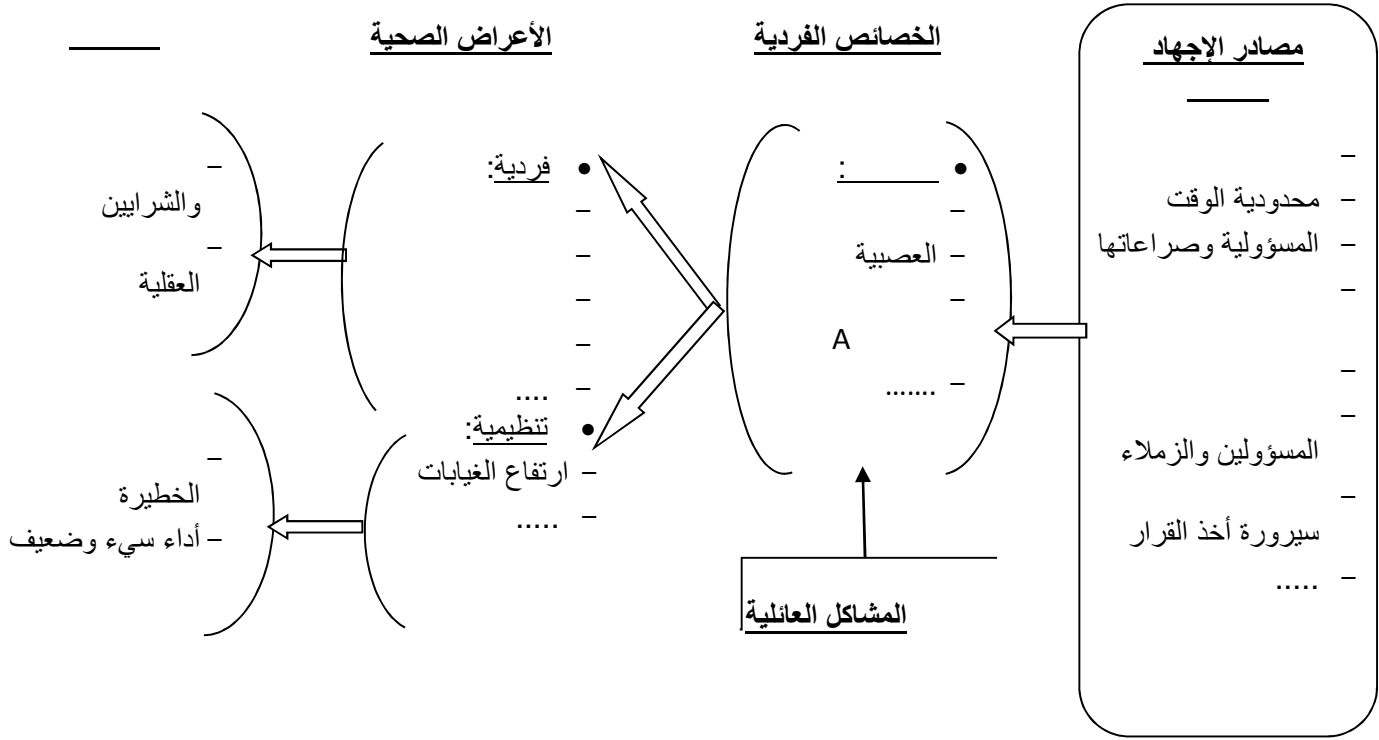 مصادر الإجهاد
–
– محدودية الوقت
– المسؤولية وصراعاتها
–
–
–
المسؤولين والزملاء
–
سيرورة أخذ القرار
– .....
الخصائص الفردية
• :
–
– العصبية
–
A
– .......
المشاكل العائلية
الأعراض الصحية
• فردية:
–
–
–
–
– ....
• تنظيمية:
– ارتفاع الغيابات
– .....
–
والشرايين
–
العقلية
–
الخطيرة
– أداء سيء وضعيف